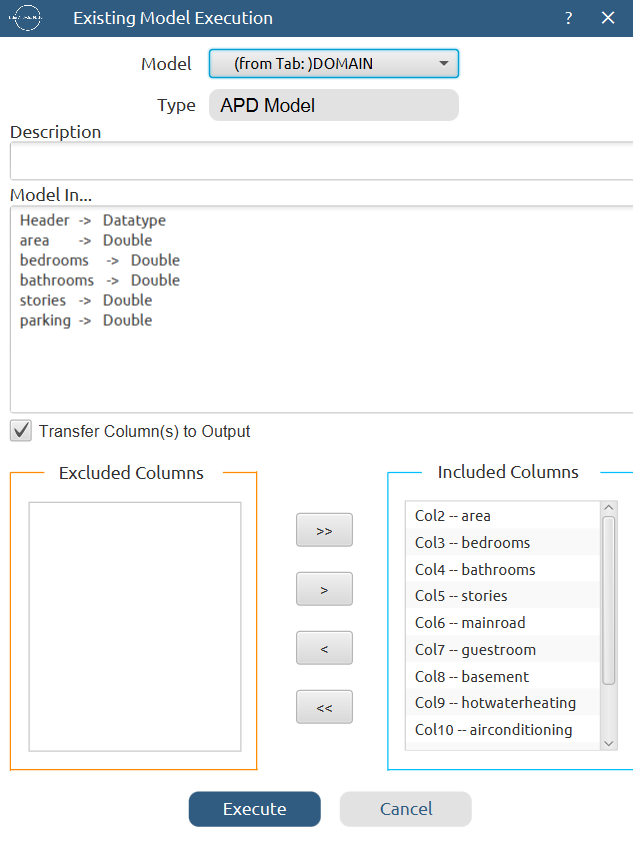 Existing Model Execution ? ×
Model (from Tab: )DOMAIN
Type APD Model
Description
Model In...
Header -> Datatype
area -> Double
bedrooms -> Double
bathrooms -> Double
stories -> Double
parking -> Double
Transfer Column(s) to Output
Excluded Columns
>>
>
<
<<
Included Columns
Col2 -- area
Col3 -- bedrooms
Col4 -- bathrooms
Col5 -- stories
Col6 -- mainroad
Col7 -- guestroom
Col8 -- basement
Col9 -- hotwaterheating
Col10 -- airconditioning
Execute Cancel